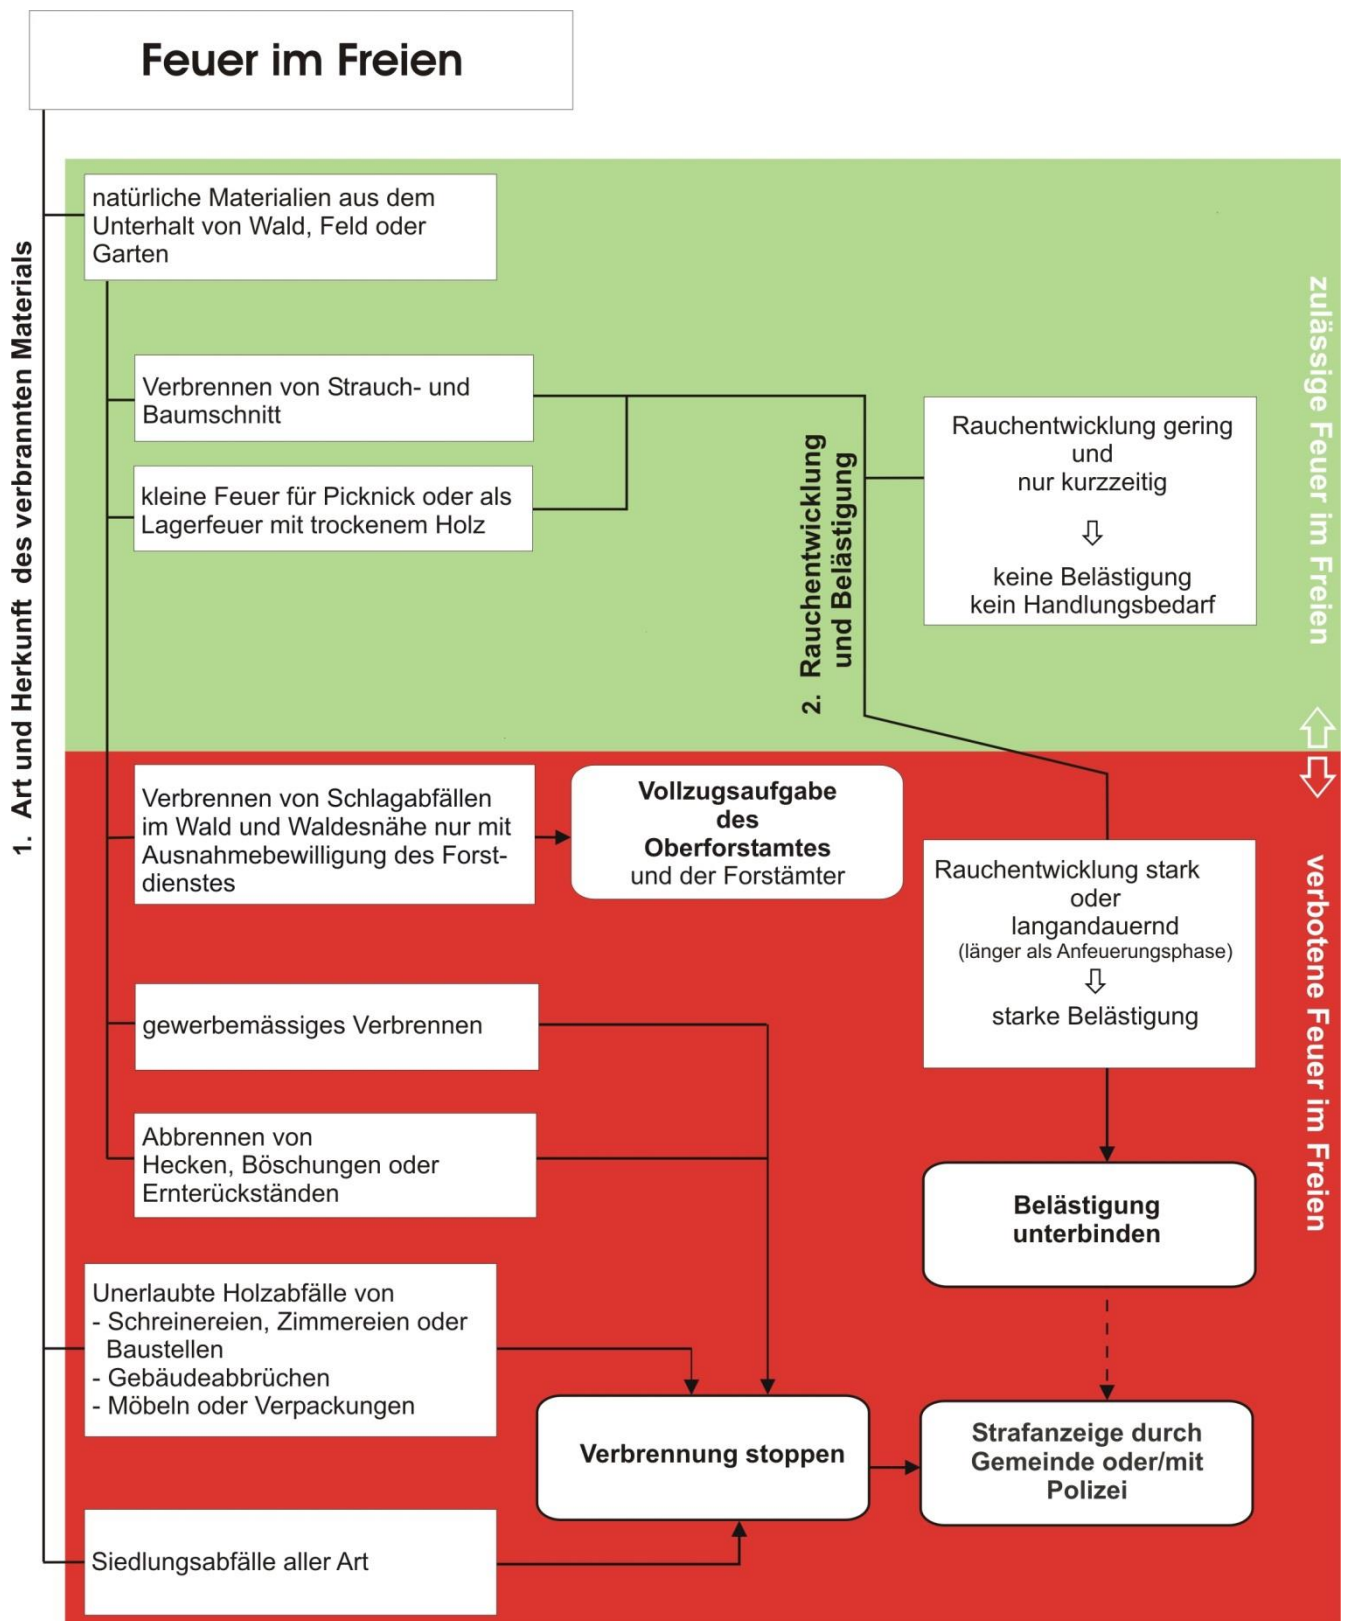 Feuer im Freien
1. Art und Herkunft des verbrannten Materials
natürliche Materialien aus dem
Unterhalt von Wald, Feld oder
Garten
Verbrennen von Strauch- und
Baumschnitt
kleine Feuer für Picknick oder als
Lagerfeuer mit trockenem Holz
2. Rauchentwicklung
und Belästigung
Rauchentwicklung gering
und
nur kurzzeitig
keine Belästigung
kein Handlungsbedarf
zulässige Feuer im Freien
Verbrennen von Schlagabfällen
im Wald und Waldesnähe nur mit
Ausnahmebewilligung des Forst-
dienstes
Vollzugsaufgabe
des
Oberforstamtes
und der Forstämter
Rauchentwicklung stark
oder
langandauernd
(länger als Anfeuerungsphase)
starke Belästigung
verbotene Feuer im Freien
gewerbemässiges Verbrennen
Abbrennen von
Hecken, Böschungen oder
Ernterückständen
Belästigung
unterbinden
Unerlaubte Holzabfälle von
- Schreinereien, Zimmereien oder
Baustellen
- Gebäudeabbrüchen
- Möbeln oder Verpackungen
Verbrennung stoppen
Strafanzeige durch
Gemeinde oder/mit
Polizei
Siedlungsabfälle aller Art